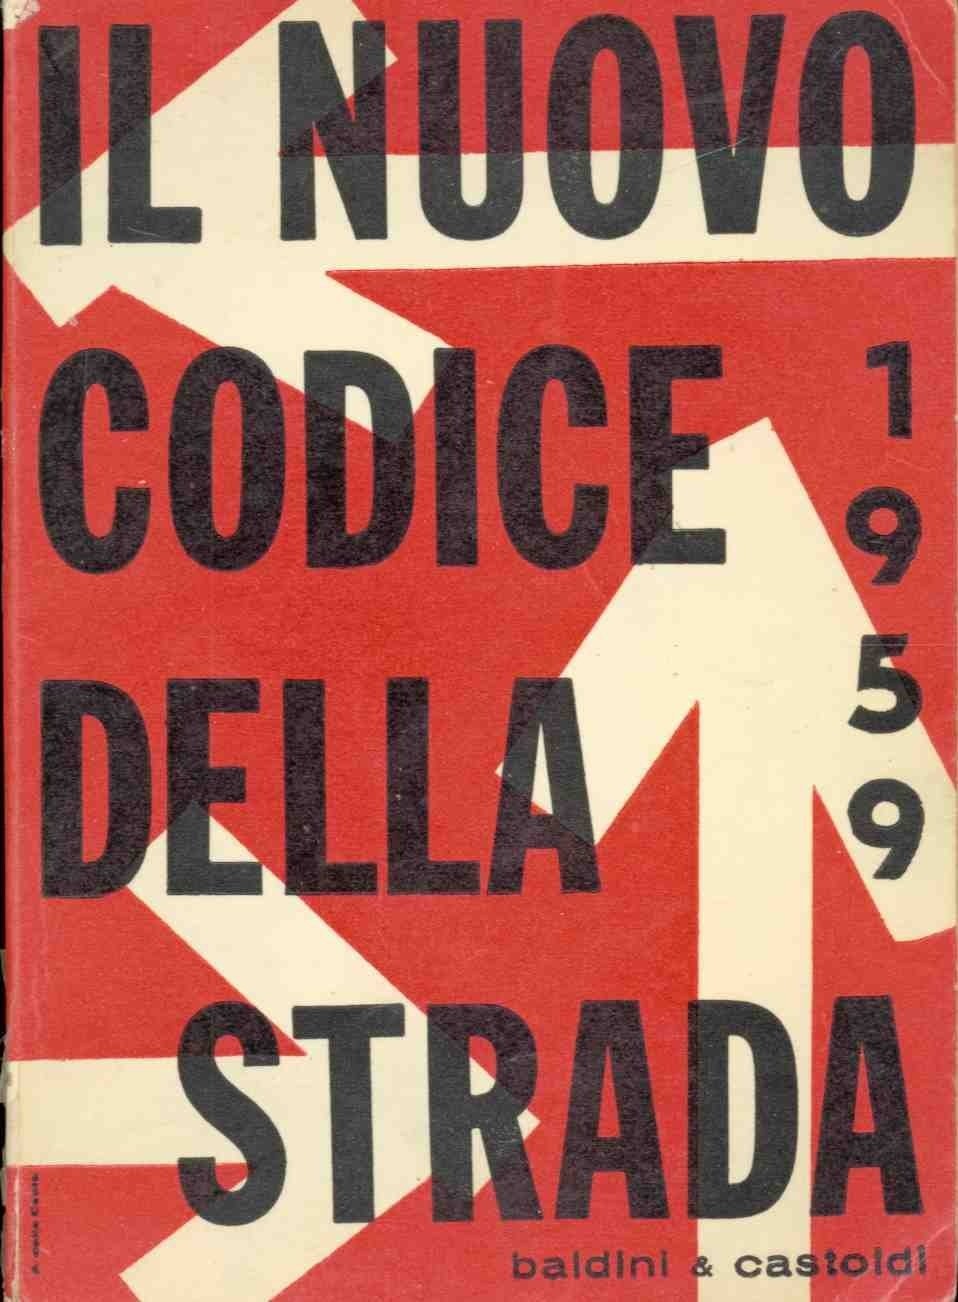 IL NUOVO
CODICE
1959
DELLA
STRADA
baldini & castoldi